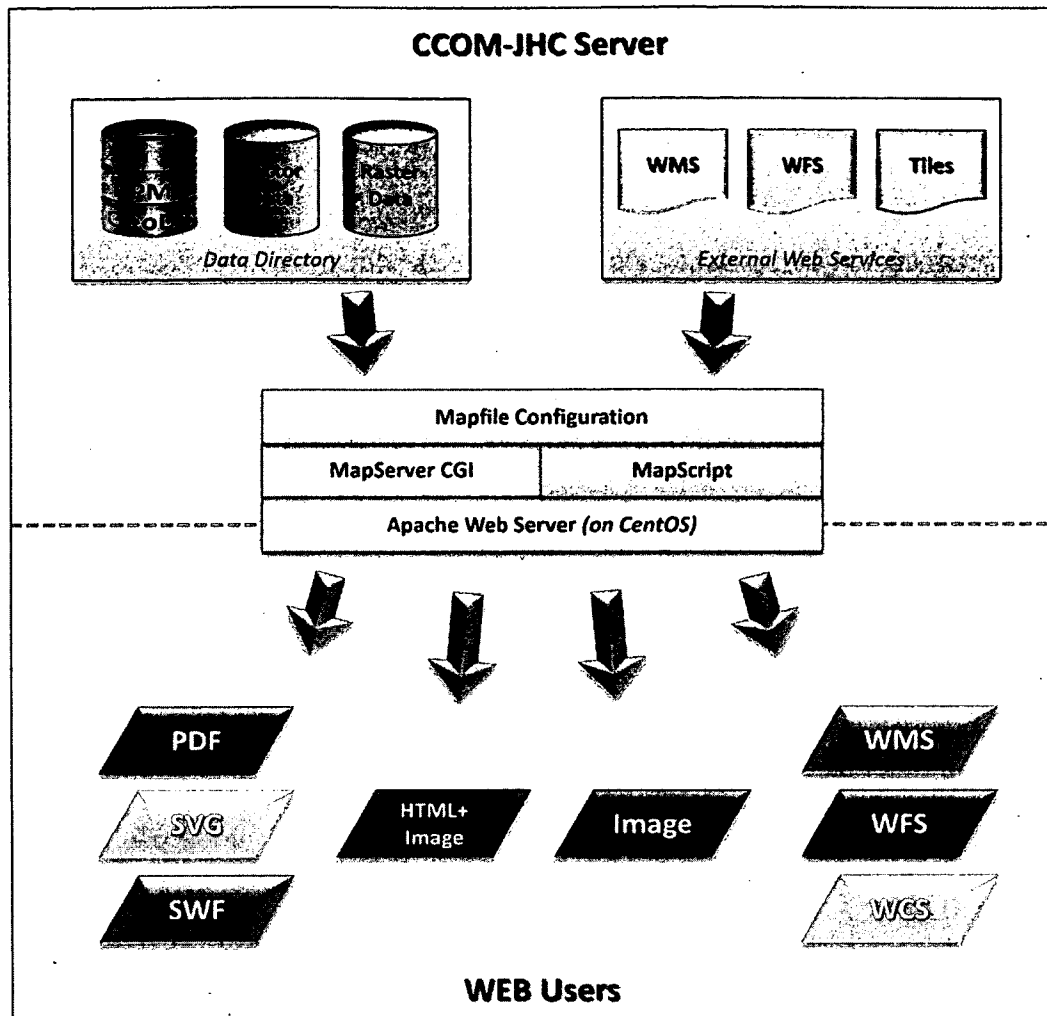 CCOM-JHC Server
Raster
Data
Data Directory
WMS
WFS
Tiles
External Web Services
Mapfile Configuration
MapServer CGI
MapScript
Apache Web Server (on CentOS)
PDF
SVG
SWF
HTML+
Image
Image
WMS
WFS
WCS
WEB Users